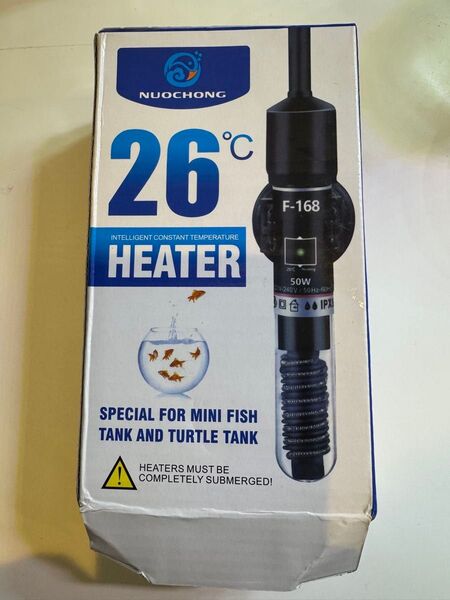 NUOCHONG
26°C
INTELLIGENT CONSTANT TEMPERATURE
HEATER
F-168
26°C
50W
SPECIAL FOR MINI FISH
TANK AND TURTLE TANK
HEATERS MUST BE
COMPLETELY SUBMERGED!